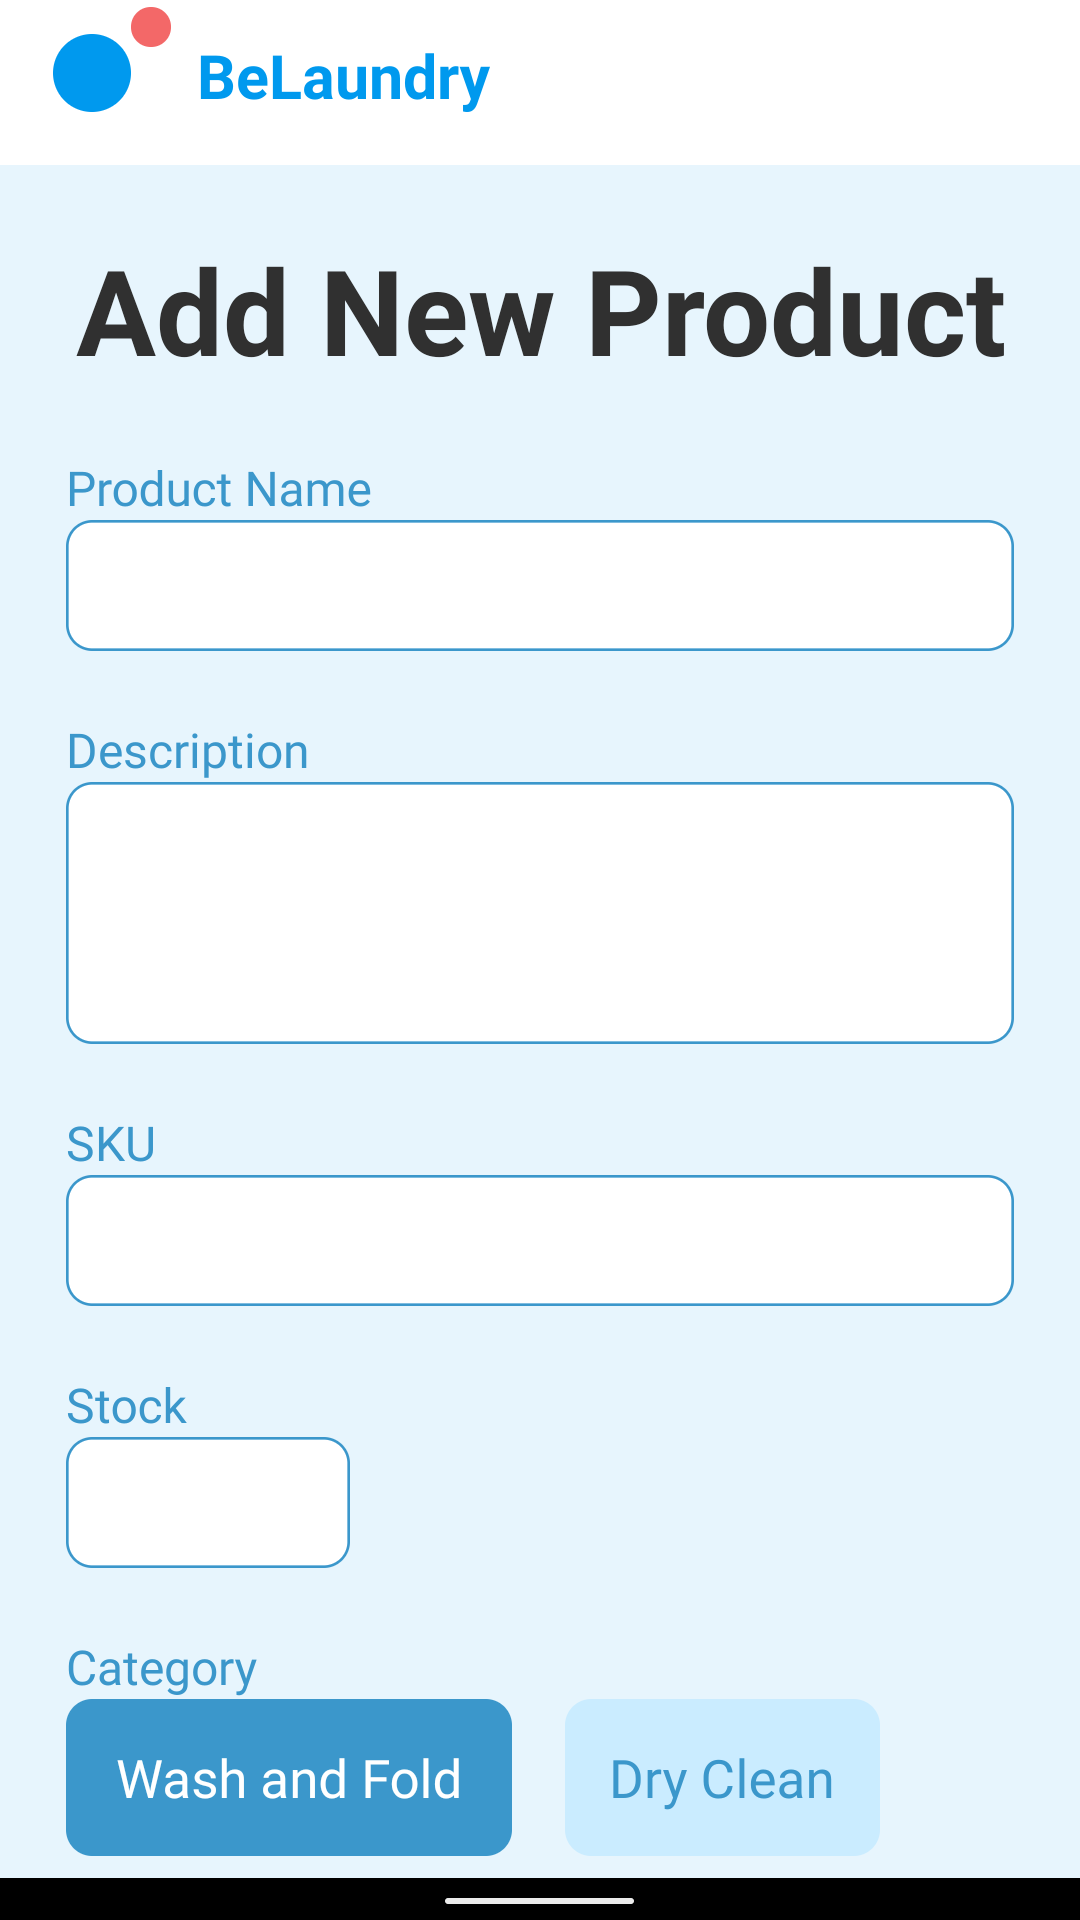 BeLaundry
Add New Product
Product Name
Description
SKU
Stock
Category
Wash and Fold
Dry Clean